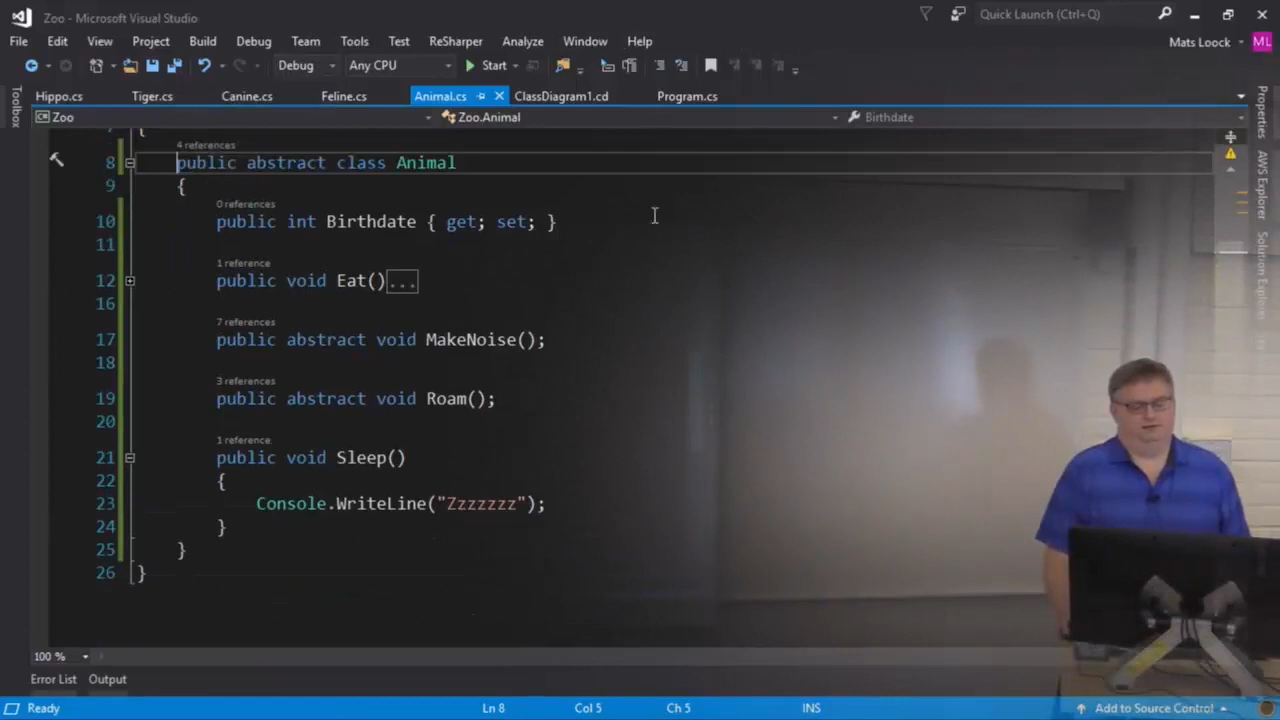 Zoo - Microsoft Visual Studio
Quick Launch (Ctrl+Q)
File Edit View Project Build Debug Team Tools Test ReSharper Analyze Window Help
Mats Loock ML
Debug Any CPU Start
Hippo.cs Tiger.cs Canine.cs Feline.cs Animal.cs ClassDiagram1.cd Program.cs
Zoo Zoo.Animal Birthdate
Toolbox
Properties
AWS Explorer
Solution Explorer
4 references
8 public abstract class Animal
9 {
0 references
10 public int Birthdate { get; set; }
11
1 reference
12 public void Eat()...
16
7 references
17 public abstract void MakeNoise();
18
3 references
19 public abstract void Roam();
20
1 reference
21 public void Sleep()
22 {
23 Console.WriteLine("Zzzzzzz");
24 }
25 }
26 }
100 %
Error List Output
Ready Ln 8 Col 5 Ch 5 INS Add to Source Control